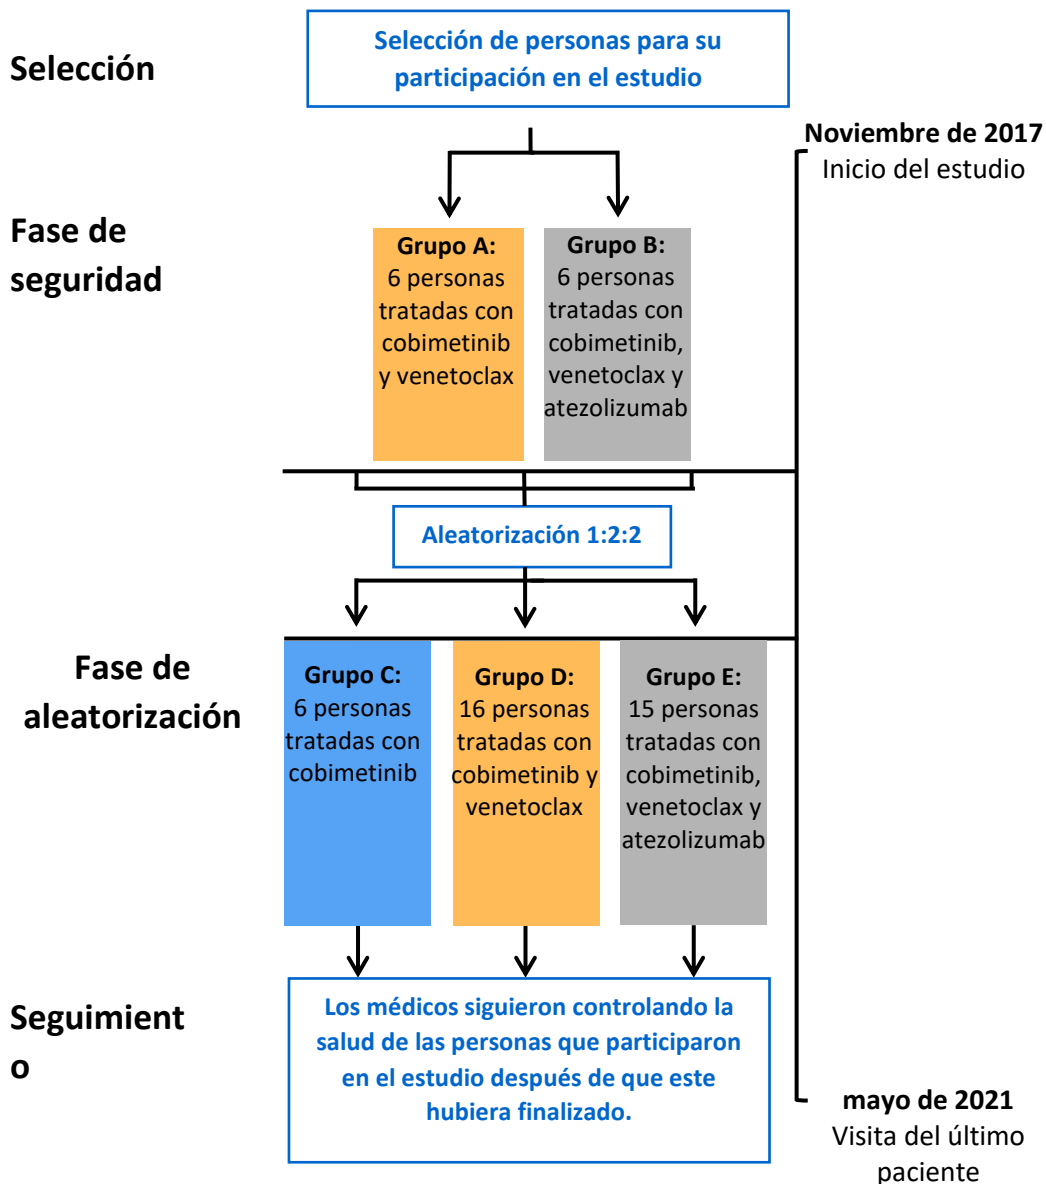 Selección
Selección de personas para su
participación en el estudio
Noviembre de 2017
Inicio del estudio
Fase de
seguridad
Grupo A:
6 personas
tratadas con
cobimetinib
y venetoclax
Grupo B:
6 personas
tratadas con
cobimetinib,
venetoclax y
atezolizumab
Aleatorización 1:2:2
Fase de
aleatorización
Grupo C:
6 personas
tratadas con
cobimetinib
Grupo D:
16 personas
tratadas con
cobimetinib y
venetoclax
Grupo E:
15 personas
tratadas con
cobimetinib,
venetoclax y
atezolizumab
Seguimient
o
Los médicos siguieron controlando la
salud de las personas que participaron
en el estudio después de que este
hubiera finalizado.
mayo de 2021
Visita del último
paciente